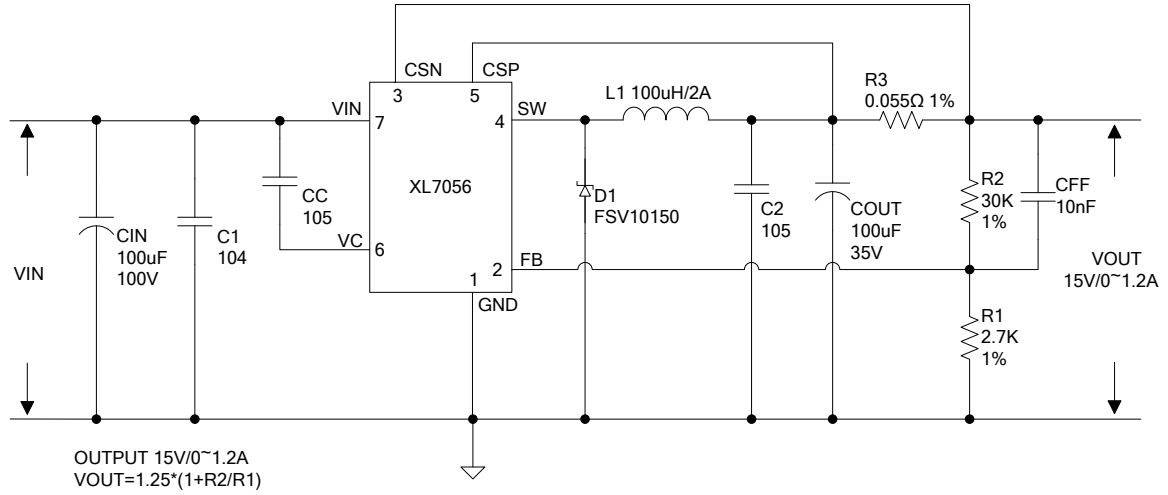 CSN
CSP
3
5
VIN
7
SW
4
L1 100uH/2A
R3
0.055Ω 1%
XL7056
CC
105
VC
6
CIN
100uF
100V
C1
104
D1
FSV10150
C2
105
COUT
100uF
35V
R2
30K
1%
CFF
10nF
FB
2
1
GND
VIN
VOUT
15V/0~1.2A
R1
2.7K
1%
OUTPUT 15V/0~1.2A
VOUT=1.25*(1+R2/R1)